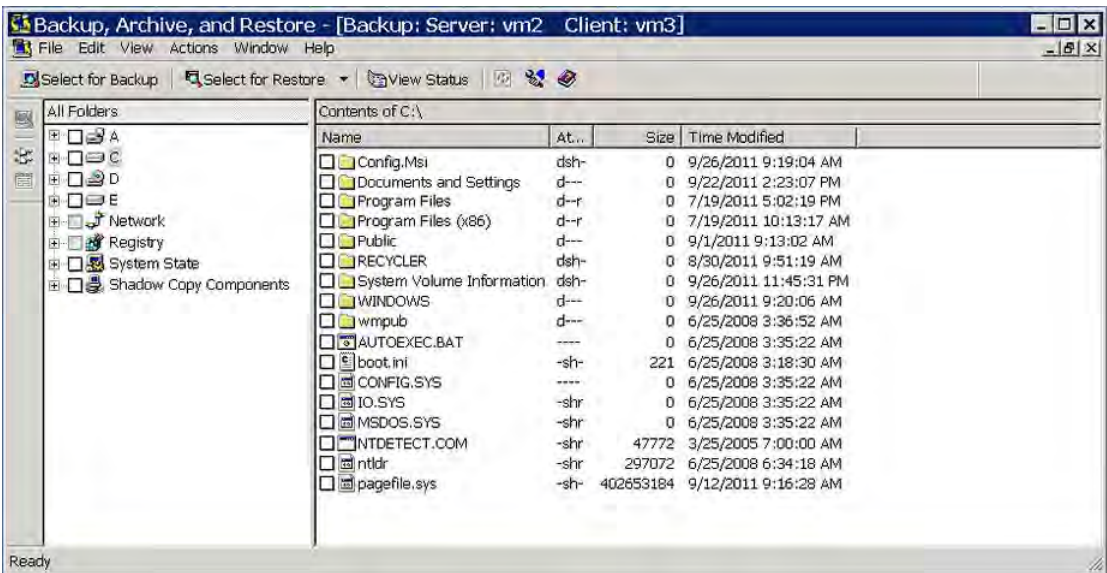 Backup, Archive, and Restore - [Backup: Server: vm2 Client: vm3]
File Edit View Actions Window Help
Select for Backup Select for Restore View Status
All Folders
A
C
D
E
Network
Registry
System State
Shadow Copy Components
Contents of C:\
Name At... Size Time Modified
Config.Msi dsh- 0 9/26/2011 9:19:04 AM
Documents and Settings d--- 0 9/22/2011 2:23:07 PM
Program Files d--r 0 7/19/2011 5:02:19 PM
Program Files (x86) d--r 0 7/19/2011 10:13:17 AM
Public d--- 0 9/1/2011 9:13:02 AM
RECYCLER dsh- 0 8/30/2011 9:51:19 AM
System Volume Information dsh- 0 9/26/2011 11:45:31 PM
WINDOWS d--- 0 9/26/2011 9:20:06 AM
wmpub d--- 0 6/25/2008 3:36:52 AM
AUTOEXEC.BAT ---- 0 6/25/2008 3:35:22 AM
boot.ini -sh- 221 6/25/2008 3:18:30 AM
CONFIG.SYS ---- 0 6/25/2008 3:35:22 AM
IO.SYS -shr 0 6/25/2008 3:35:22 AM
MSDOS.SYS -shr 0 6/25/2008 3:35:22 AM
NTDETECT.COM -shr 47772 3/25/2005 7:00:00 AM
ntldr -shr 297072 6/25/2008 6:34:18 AM
pagefile.sys -sh- 402653184 9/12/2011 9:16:28 AM
Ready